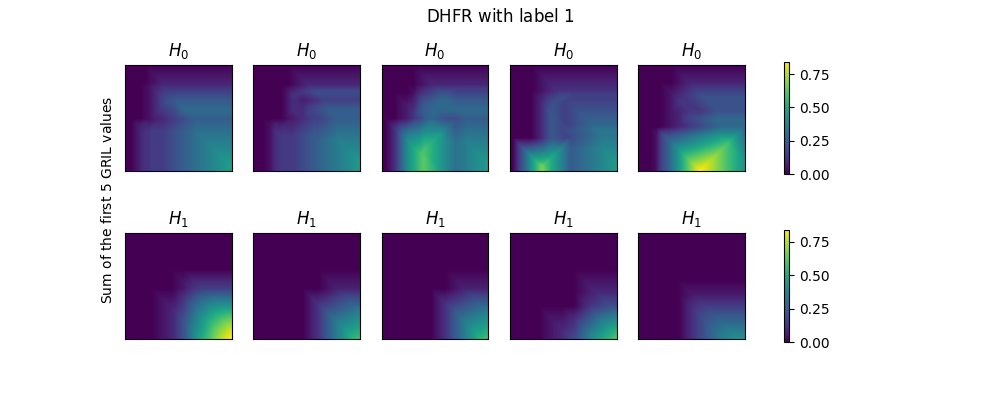 DHFR with label 1
H₀ H₀ H₀ H₀ H₀
0.75
0.50
0.25
0.00
Sum of the first 5 GRIL values
H₁ H₁ H₁ H₁ H₁
0.75
0.50
0.25
0.00